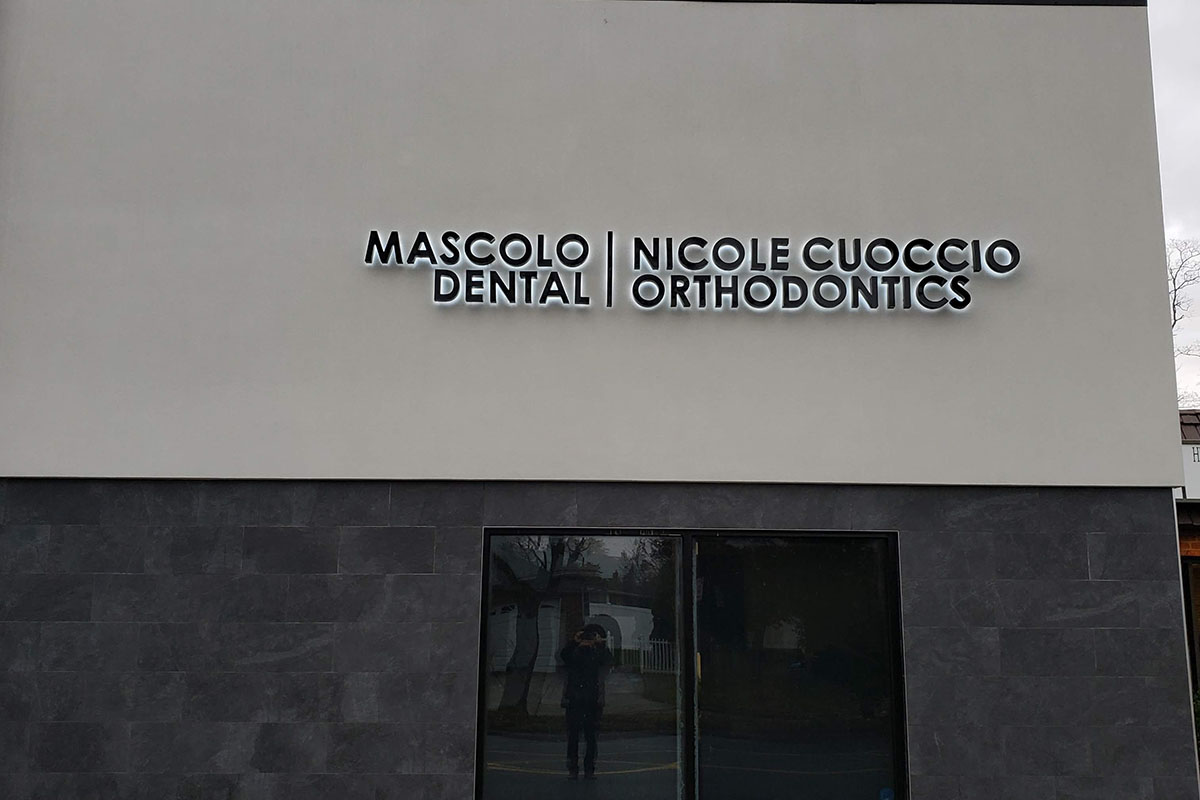 MASCOLO
DENTAL
NICOLE CUOCCIO
ORTHODONTICS
H